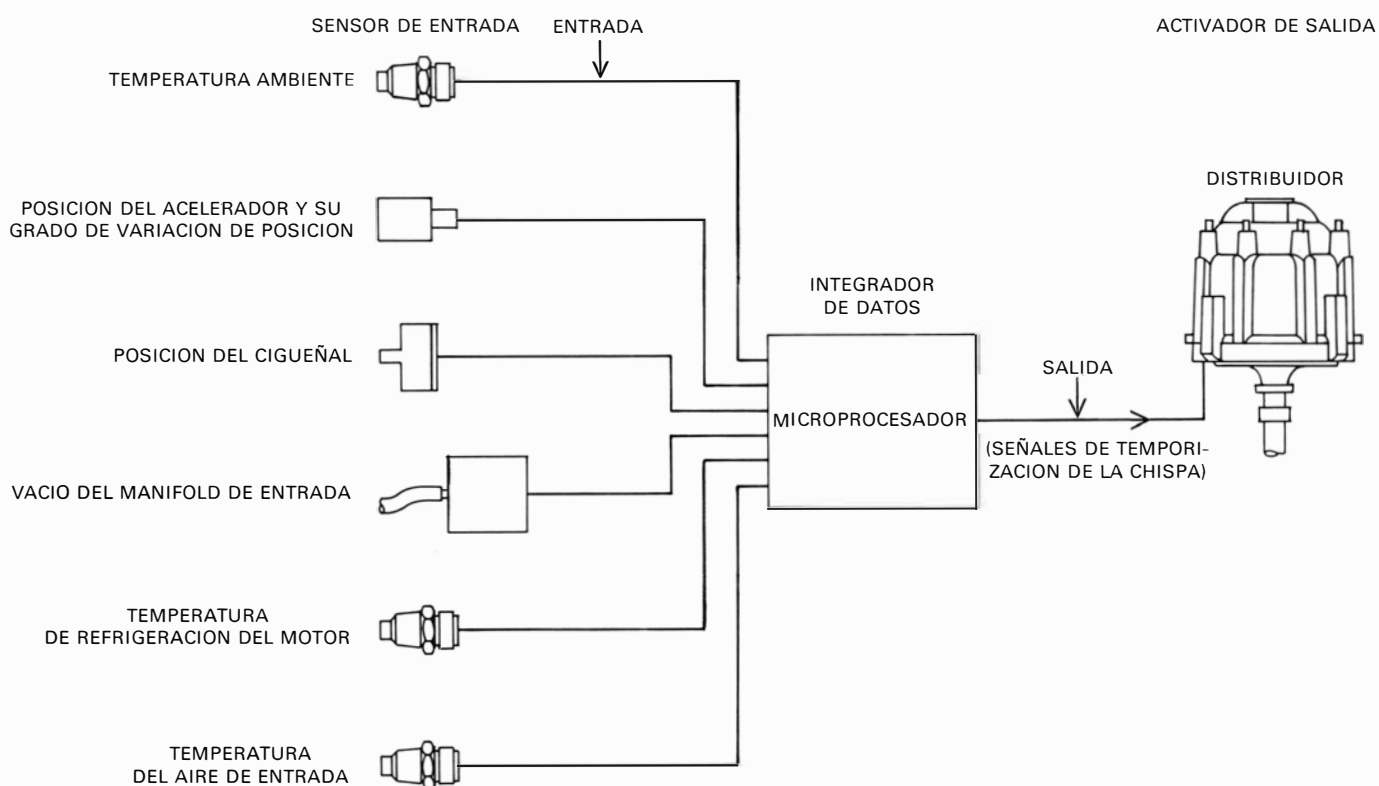 SENSOR DE ENTRADA
ENTRADA
ACTIVADOR DE SALIDA
TEMPERATURA AMBIENTE
DISTRIBUIDOR
POSICION DEL ACELERADOR Y SU
GRADO DE VARIACION DE POSICION
INTEGRADOR
DE DATOS
POSICION DEL CIGUEÑAL
SALIDA
MICROPROCESADOR
(SEÑALES DE TEMPORI-
ZACION DE LA CHISPA)
VACIO DEL MANIFOLD DE ENTRADA
TEMPERATURA
DE REFRIGERACION DEL MOTOR
TEMPERATURA
DEL AIRE DE ENTRADA